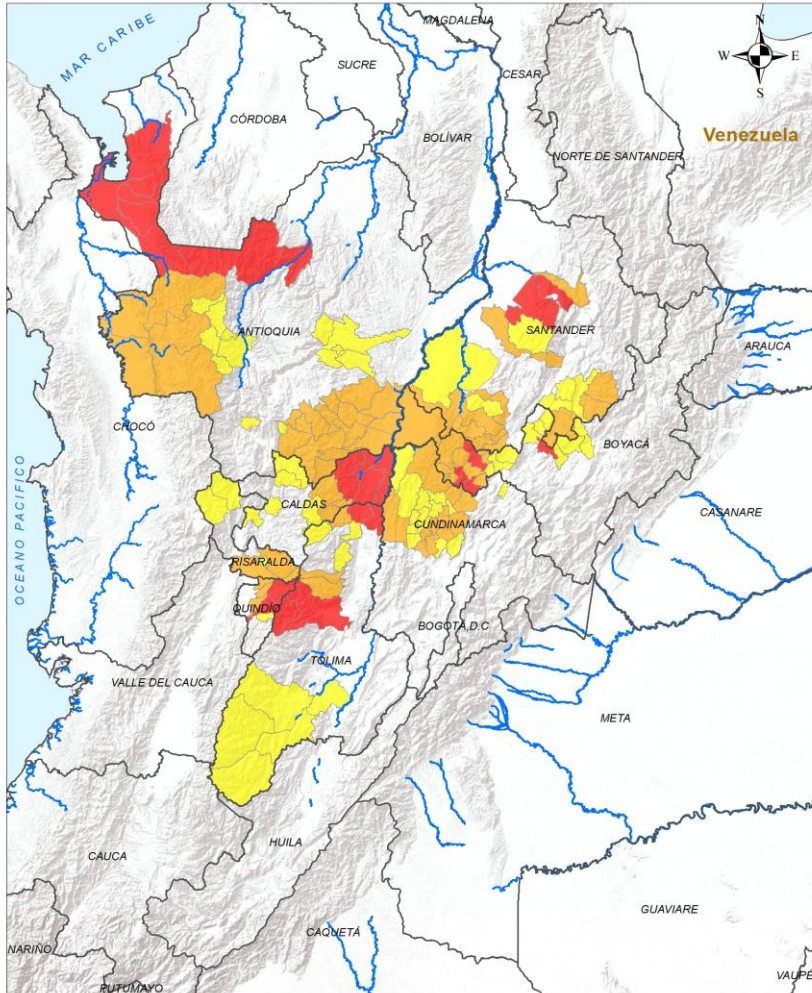 MAGDALENA
N
W E
S
MAR CARIBE
SUCRE
CESAR
CÓRDOBA
BOLÍVAR
Venezuela
NORTE DE SANTANDER
ANTIOQUIA
SANTANDER
ARAUCA
CHOCÓ
BOYACÁ
OCEANO PACIFICO
CALDAS
CASANARE
CUNDINAMARCA
RISARALDA
QUINDÍO
BOGOTÁ, D.C
TOLIMA
VALLE DEL CAUCA
META
HUILA
CAUCA
GUAVIARE
CAQUETÁ
NARIÑO
PUTUMAYO
VAUPÉ